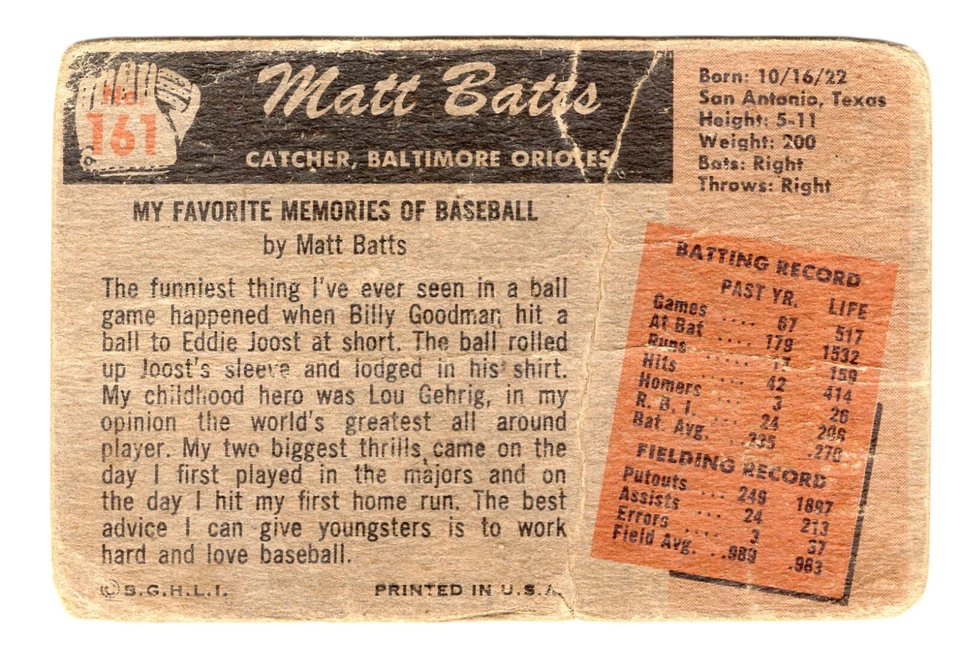 No. 161
Matt Batts
CATCHER, BALTIMORE ORIOLES
Born: 10/16/22
San Antonio, Texas
Height: 5-11
Weight: 200
Bats: Right
Throws: Right
MY FAVORITE MEMORIES OF BASEBALL
by Matt Batts
The funniest thing I've ever seen in a ball
game happened when Billy Goodman hit a
ball to Eddie Joost at short. The ball rolled
up Joost's sleeve and lodged in his shirt.
My childhood hero was Lou Gehrig, in my
opinion the world's greatest all around
player. My two biggest thrills came on the
day I first played in the majors and on
the day I hit my first home run. The best
advice I can give youngsters is to work
hard and love baseball.
BATTING RECORD
PAST YR. LIFE
Games .... 67 517
At Bat .... 179 1532
Runs ..... 17 159
Hits ..... 42 414
Homers ... 3 26
R. B. I. ... 24 206
Bat. Avg. .235 .270
FIELDING RECORD
Putouts ... 249 1897
Assists ... 24 213
Errors .... 3 37
Field Avg. ..989 .983
© B.G.H.L.I. PRINTED IN U.S.A.